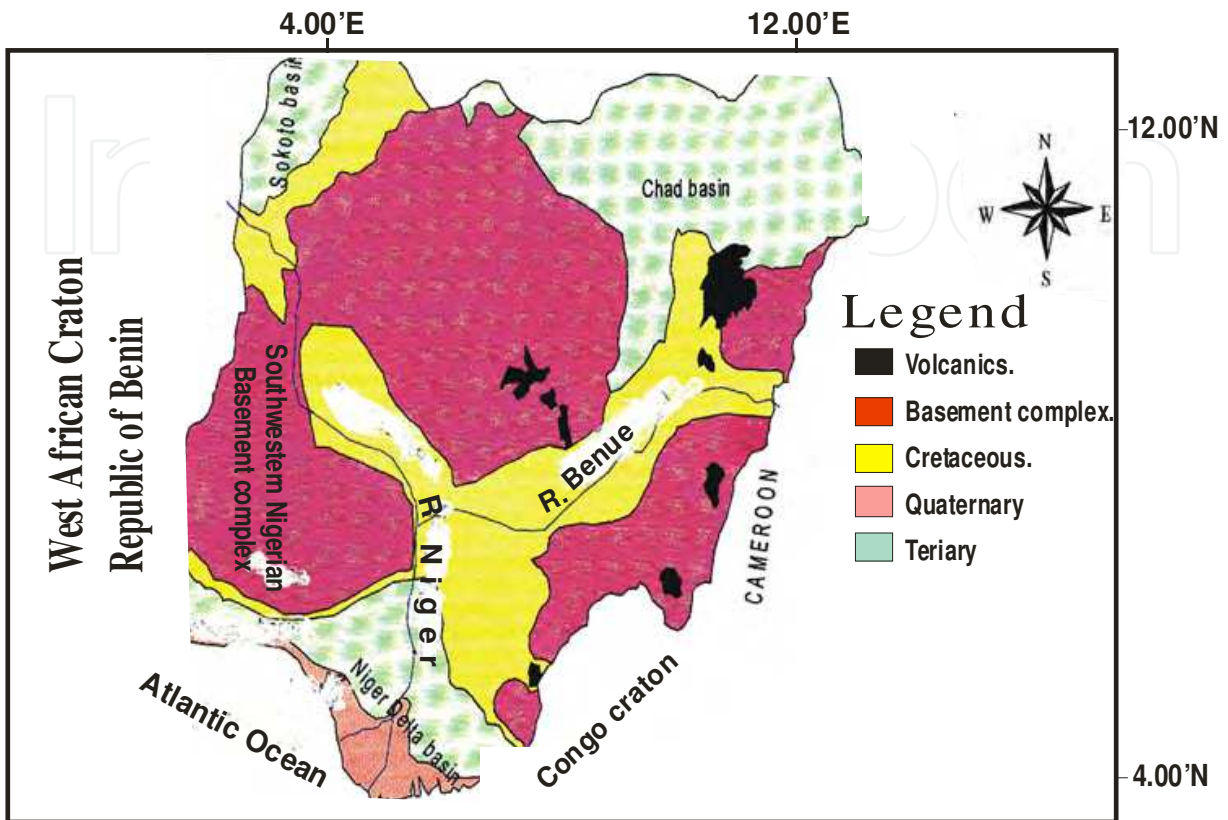 4.00'E
12.00'E
12.00'N
4.00'N
Sokoto basin
Chad basin
N
W
E
S
West African Craton
Republic of Benin
Southwestern Nigerian
Basement complex
R. Benue
R Niger
CAMEROON
Niger Delta basin
Atlantic Ocean
Congo craton
Legend
Volcanics.
Basement complex.
Cretaceous.
Quaternary
Teriary